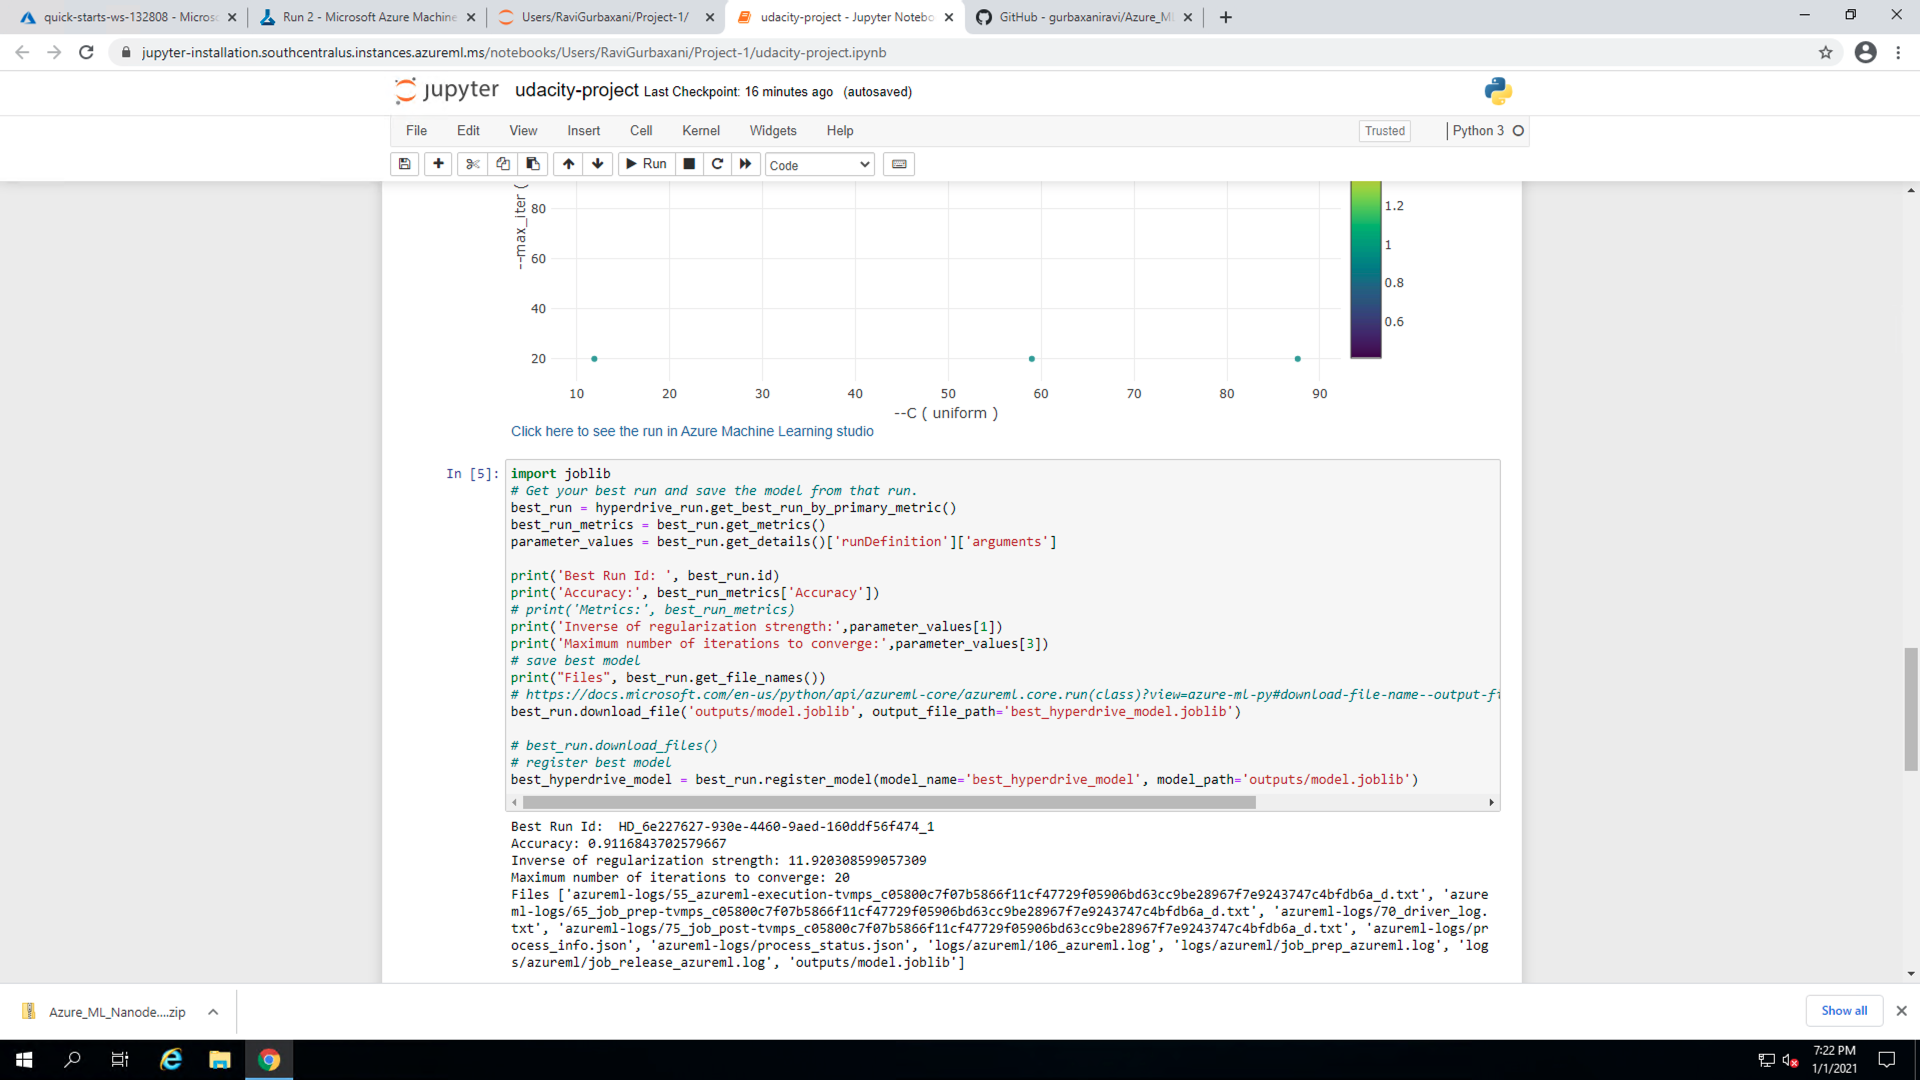 quick-starts-ws-132808 - Micros
Run 2 - Microsoft Azure Machine
Users/RaviGurbaxani/Project-1/
udacity-project - Jupyter Notebo
GitHub - gurbaxaniravi/Azure_ML
jupyter-installation.southcentralus.instances.azureml.ms/notebooks/Users/RaviGurbaxani/Project-1/udacity-project.ipynb
jupyter udacity-project Last Checkpoint: 16 minutes ago (autosaved)
File Edit View Insert Cell Kernel Widgets Help Trusted Python 3
Run Code
--max_iter (
80
60
40
20
10 20 30 40 50 60 70 80 90
--C ( uniform )
1.2
1
0.8
0.6
Click here to see the run in Azure Machine Learning studio
In [5]:
import joblib
# Get your best run and save the model from that run.
best_run = hyperdrive_run.get_best_run_by_primary_metric()
best_run_metrics = best_run.get_metrics()
parameter_values = best_run.get_details()['runDefinition']['arguments']
print('Best Run Id: ', best_run.id)
print('Accuracy:', best_run_metrics['Accuracy'])
# print('Metrics:', best_run_metrics)
print('Inverse of regularization strength:',parameter_values[1])
print('Maximum number of iterations to converge:',parameter_values[3])
# save best model
print("Files", best_run.get_file_names())
# https://docs.microsoft.com/en-us/python/api/azureml-core/azureml.core.run(class)?view=azure-ml-py#download-file-name--output-fi
best_run.download_file('outputs/model.joblib', output_file_path='best_hyperdrive_model.joblib')
# best_run.download_files()
# register best model
best_hyperdrive_model = best_run.register_model(model_name='best_hyperdrive_model', model_path='outputs/model.joblib')
Best Run Id:  HD_6e227627-930e-4460-9aed-160ddf56f474_1
Accuracy: 0.9116843702579667
Inverse of regularization strength: 11.920308599057309
Maximum number of iterations to converge: 20
Files ['azureml-logs/55_azureml-execution-tvmps_c05800c7f07b5866f11cf47729f05906bd63cc9be28967f7e9243747c4bfdb6a_d.txt', 'azure
ml-logs/65_job_prep-tvmps_c05800c7f07b5866f11cf47729f05906bd63cc9be28967f7e9243747c4bfdb6a_d.txt', 'azureml-logs/70_driver_log.
txt', 'azureml-logs/75_job_post-tvmps_c05800c7f07b5866f11cf47729f05906bd63cc9be28967f7e9243747c4bfdb6a_d.txt', 'azureml-logs/pr
ocess_info.json', 'azureml-logs/process_status.json', 'logs/azureml/106_azureml.log', 'logs/azureml/job_prep_azureml.log', 'log
s/azureml/job_release_azureml.log', 'outputs/model.joblib']
Azure_ML_Nanode....zip
Show all
7:22 PM
1/1/2021